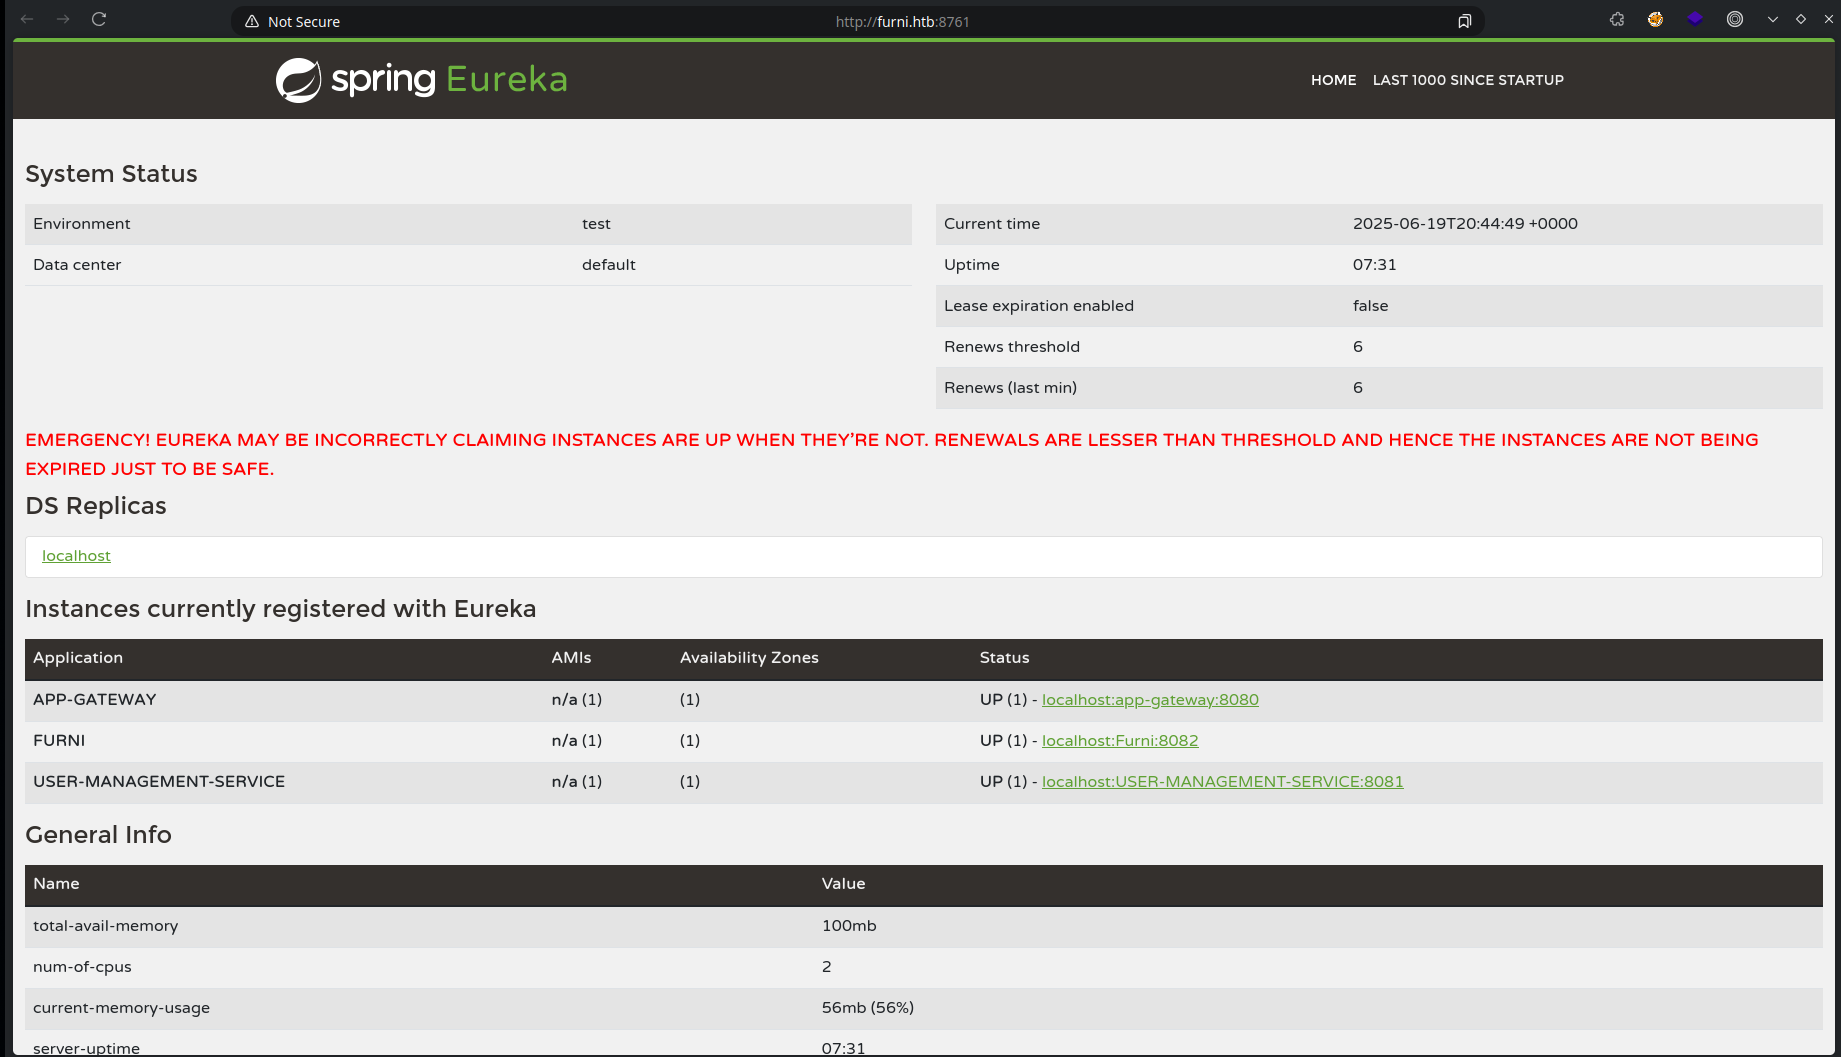 Not Secure
http://furni.htb:8761
spring Eureka
HOME LAST 1000 SINCE STARTUP
System Status
Environment test
Data center default
Current time 2025-06-19T20:44:49 +0000
Uptime 07:31
Lease expiration enabled false
Renews threshold 6
Renews (last min) 6
EMERGENCY! EUREKA MAY BE INCORRECTLY CLAIMING INSTANCES ARE UP WHEN THEY'RE NOT. RENEWALS ARE LESSER THAN THRESHOLD AND HENCE THE INSTANCES ARE NOT BEING
EXPIRED JUST TO BE SAFE.
DS Replicas
localhost
Instances currently registered with Eureka
Application AMIs Availability Zones Status
APP-GATEWAY n/a (1) (1) UP (1) - localhost:app-gateway:8080
FURNI n/a (1) (1) UP (1) - localhost:Furni:8082
USER-MANAGEMENT-SERVICE n/a (1) (1) UP (1) - localhost:USER-MANAGEMENT-SERVICE:8081
General Info
Name Value
total-avail-memory 100mb
num-of-cpus 2
current-memory-usage 56mb (56%)
server-uptime 07:31